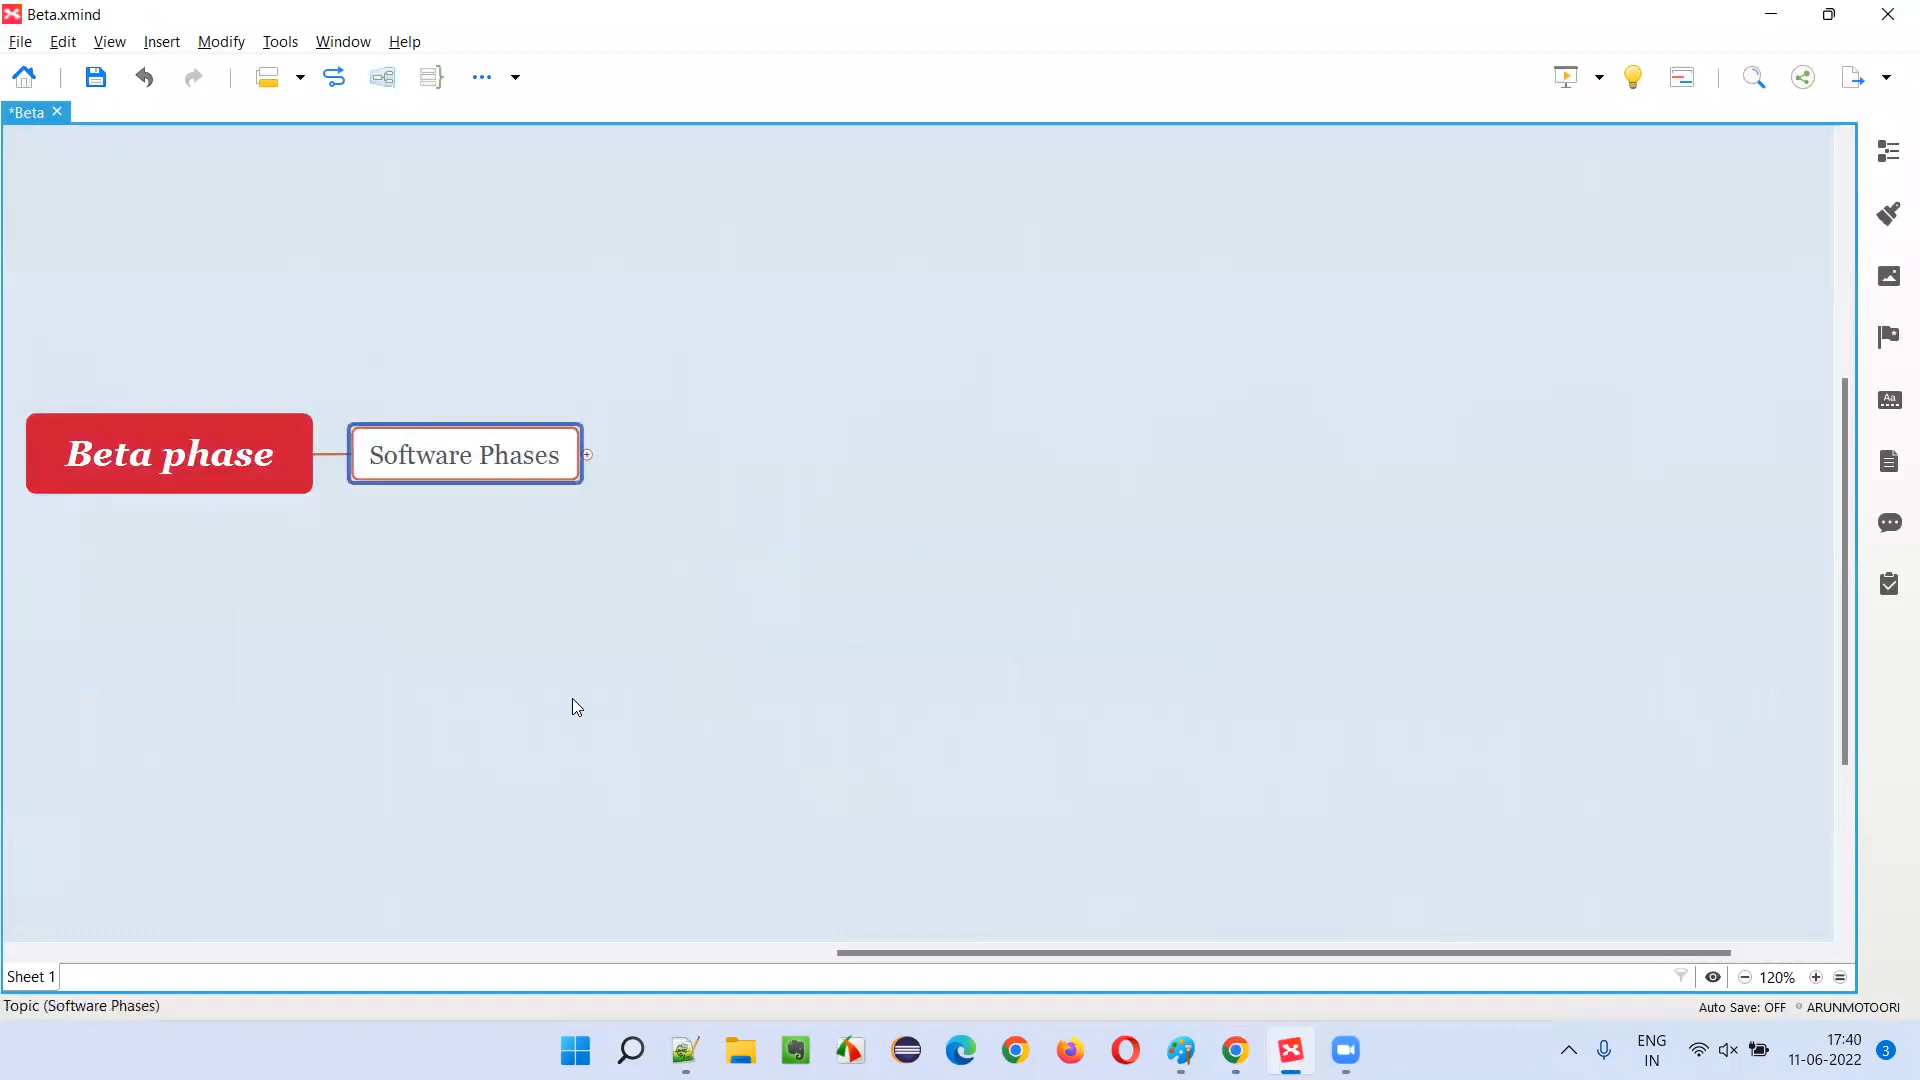 Beta.xmind
File Edit View Insert Modify Tools Window Help
*Beta
Aa
Beta phase
Software Phases
Sheet 1
120%
Topic (Software Phases)
Auto Save: OFF
ARUNMOTOORI
ENG
IN
17:40
11-06-2022
3